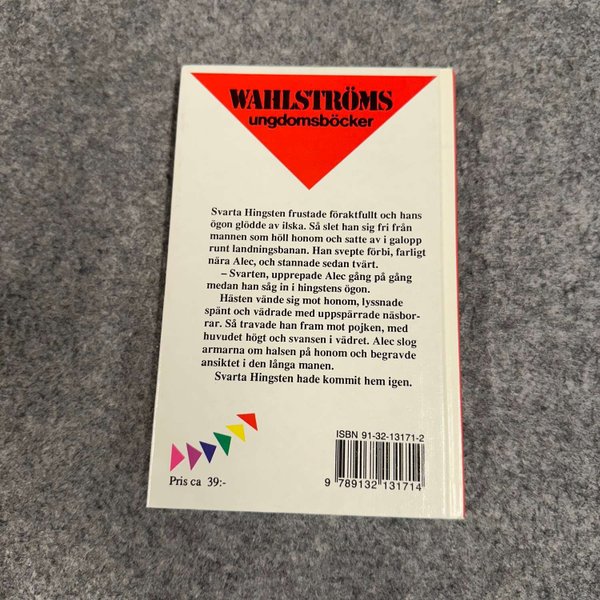 WAHLSTRÖMS
ungdomsböcker
Svarta Hingsten frustade föraktfullt och hans
ögon glödde av ilska. Så slet han sig fri från
mannen som höll honom och satte av i galopp
runt landningsbanan. Han svepte förbi, farligt
nära Alec, och stannade sedan tvärt.
– Svarten, upprepade Alec gång på gång
medan han såg in i hingstens ögon.
Hästen vände sig mot honom, lyssnade
spänt och vädrade med uppspärrade näsbor-
rar. Så travade han fram mot pojken, med
huvudet högt och svansen i vädret. Alec slog
armarna om halsen på honom och begravde
ansiktet i den långa manen.
Svarta Hingsten hade kommit hem igen.
ISBN 91-32-13171-2
9 789132 131714
Pris ca 39:-